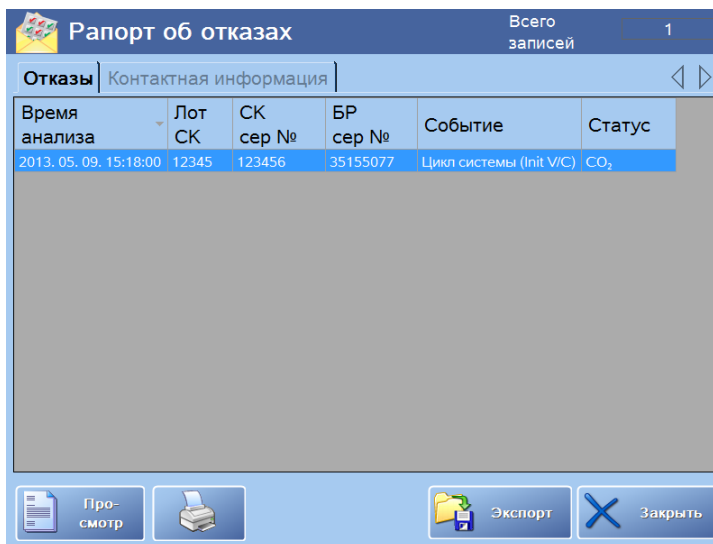 Рапорт об отказах
Всего
записей
1
Отказы Контактная информация
Время
анализа
Лот
СК
СК
сер №
БР
сер №
Событие
Статус
2013. 05. 09. 15:18:00 12345 123456 35155077 Цикл системы (Init V/C) CO₂
Про-
смотр
Экспорт
Закрыть